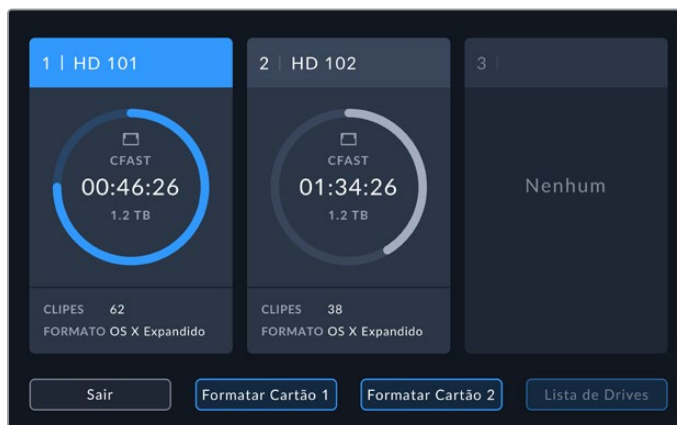 1 | HD 101
CFAST
00:46:26
1.2 TB
CLIPES 62
FORMATO OS X Expandido
2 | HD 102
CFAST
01:34:26
1.2 TB
CLIPES 38
FORMATO OS X Expandido
3 |
Nenhum
Sair
Formatar Cartão 1
Formatar Cartão 2
Lista de Drives